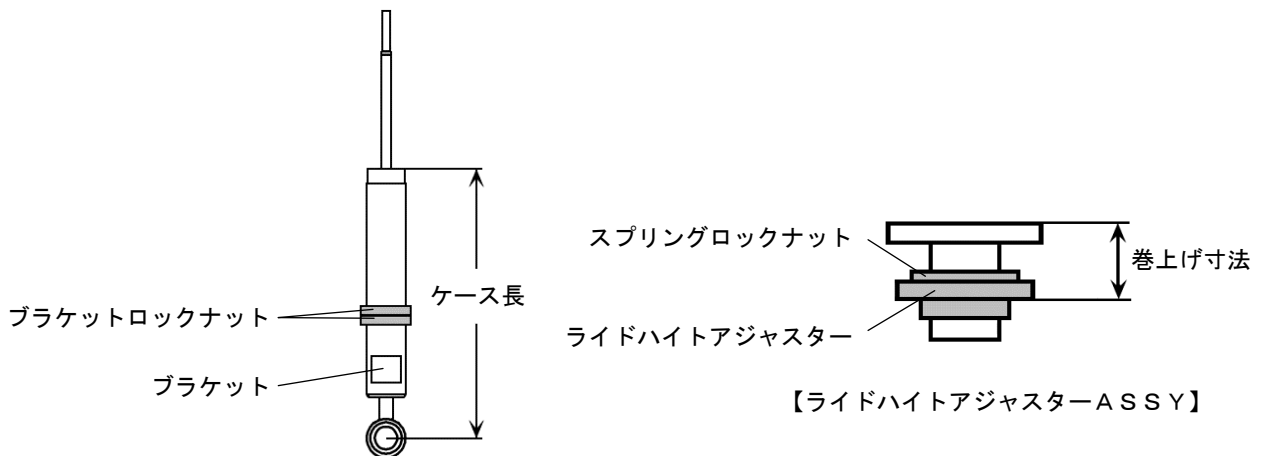 ケース長
ブラケットロックナット
ブラケット
スプリングロックナット
巻上げ寸法
ライドハイトアジャスター
【ライドハイトアジャスターＡＳＳＹ】